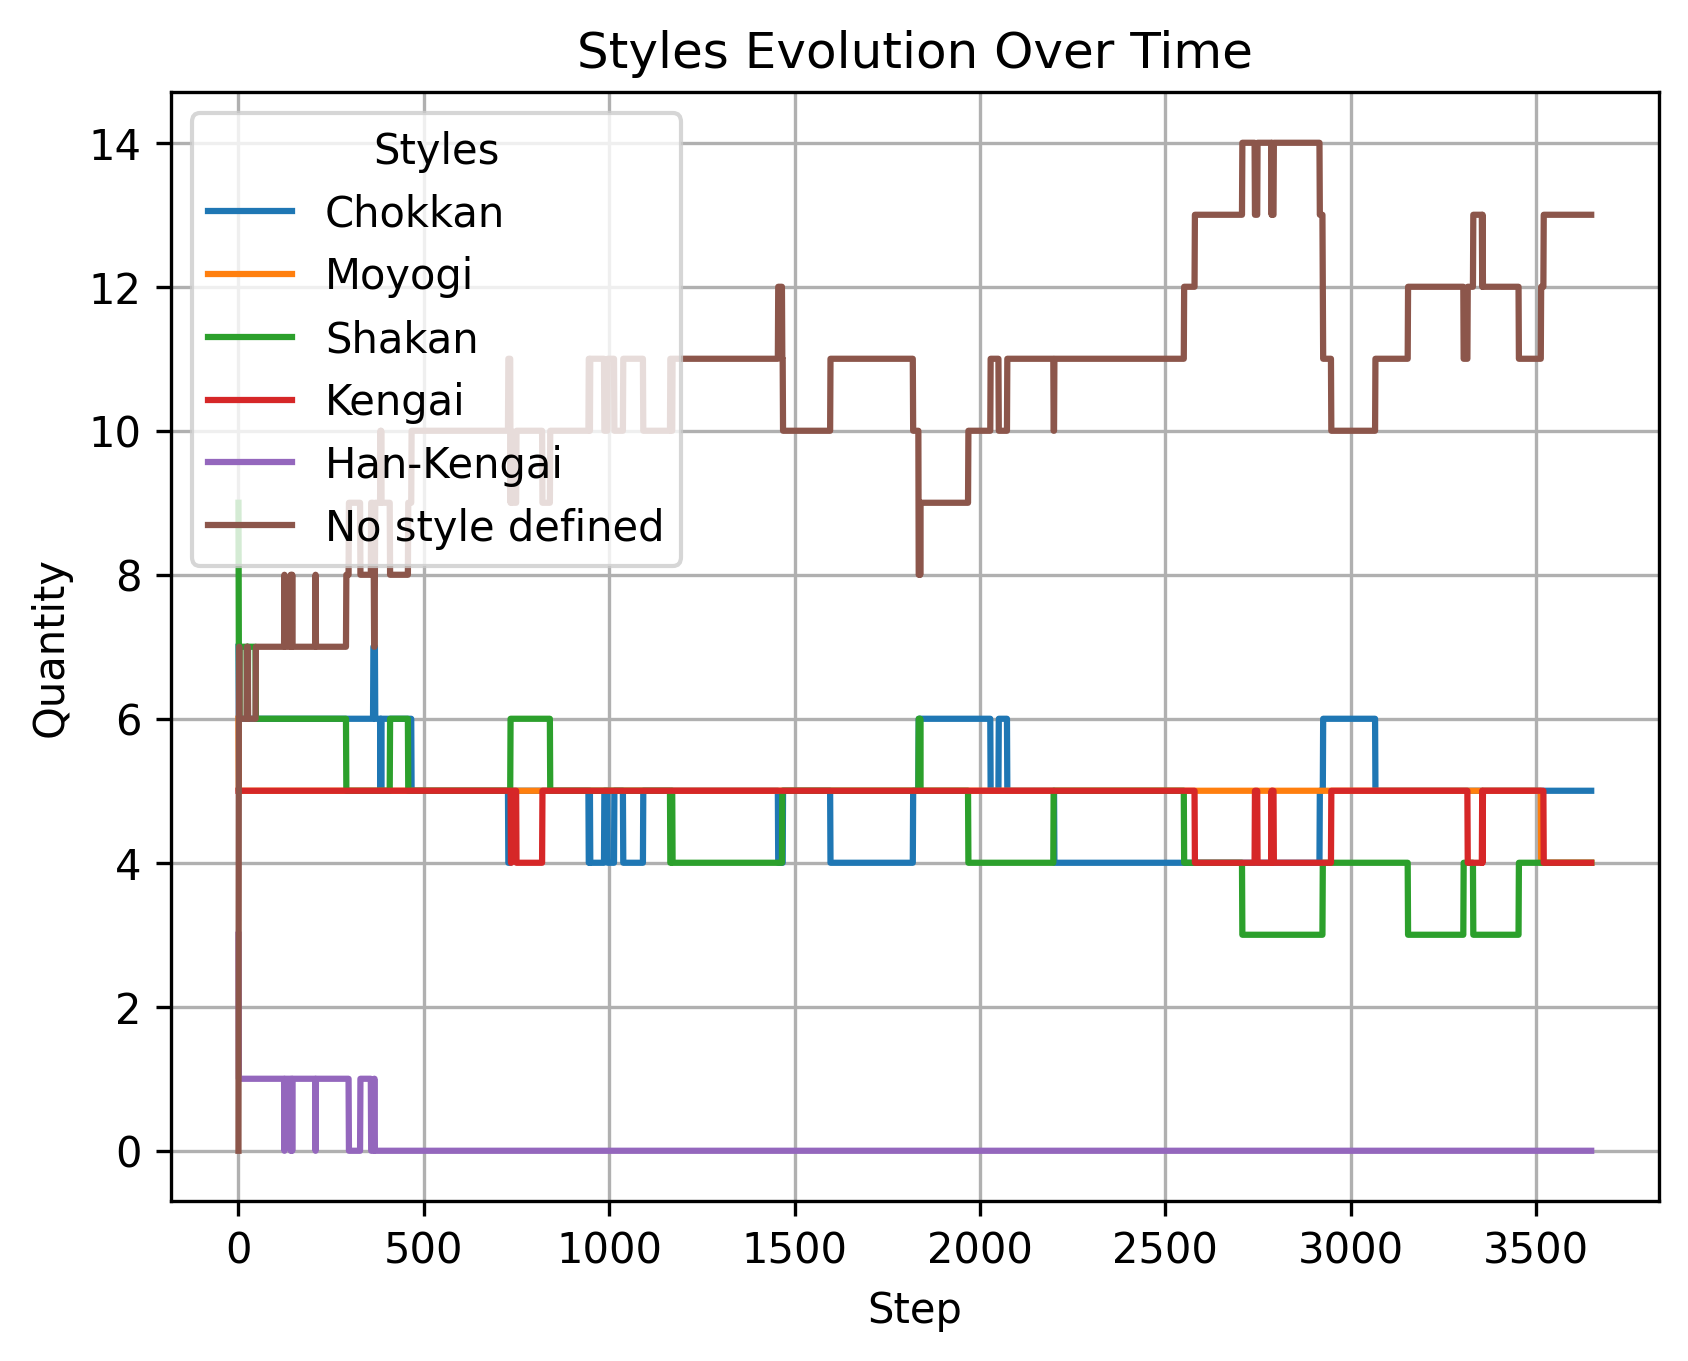 Styles Evolution Over Time
14
12
10
8
6
4
2
0
Quantity
Styles
Chokkan
Moyogi
Shakan
Kengai
Han-Kengai
No style defined
0 500 1000 1500 2000 2500 3000 3500
Step